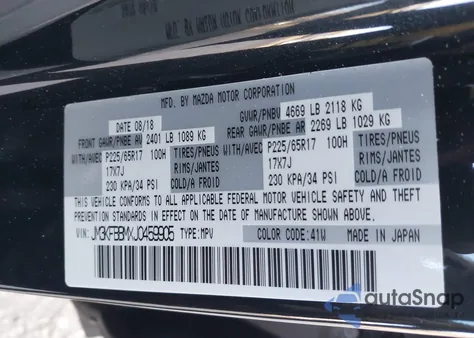 MFD. BY MAZDA MOTOR CORPORATION
DATE 08/18
GVWR/PNBV 4669 LB 2118 KG
FRONT GAWR/PNBE AV 2401 LB 1089 KG
REAR GAWR/PNBE AR 2269 LB 1029 KG
WITH/AVEC P225/65R17 100H TIRES/PNEUS
17X7J RIMS/JANTES
230 KPA/34 PSI COLD/A FROID
WITH/AVEC P225/65R17 100H TIRES/PNEUS
17X7J RIMS/JANTES
230 KPA/34 PSI COLD/A FROID
THIS VEHICLE CONFORMS TO ALL APPLICABLE FEDERAL MOTOR VEHICLE SAFETY AND THEFT
PREVENTION STANDARDS IN EFFECT ON THE DATE OF MANUFACTURE SHOWN ABOVE.
VIN: JM3KFBBMXJ0459905 TYPE:MPV COLOR CODE:41W MADE IN JAPAN
autaSnap